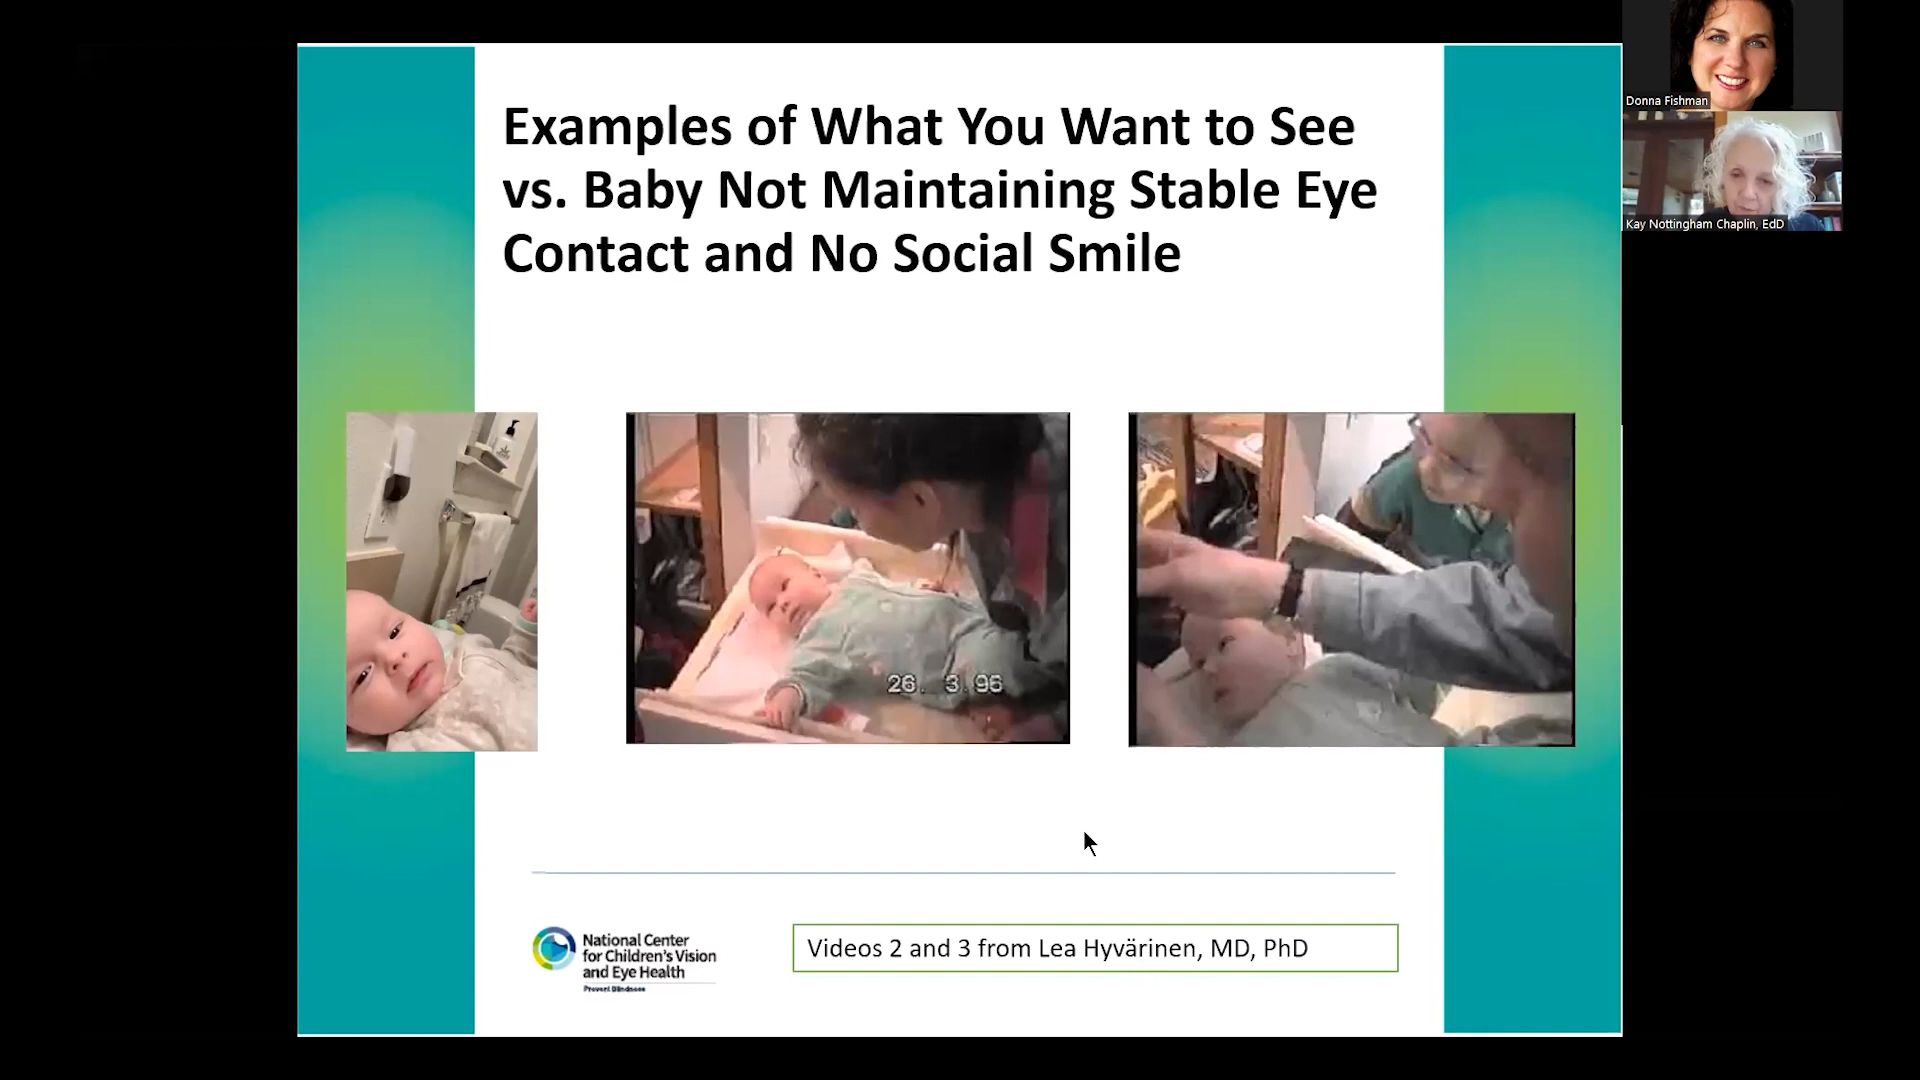 Examples of What You Want to See
vs. Baby Not Maintaining Stable Eye
Contact and No Social Smile
Donna Fishman
Kay Nottingham Chaplin, EdD
26. 3.96
National Center
for Children's Vision
and Eye Health
Prevent Blindness
Videos 2 and 3 from Lea Hyvärinen, MD, PhD